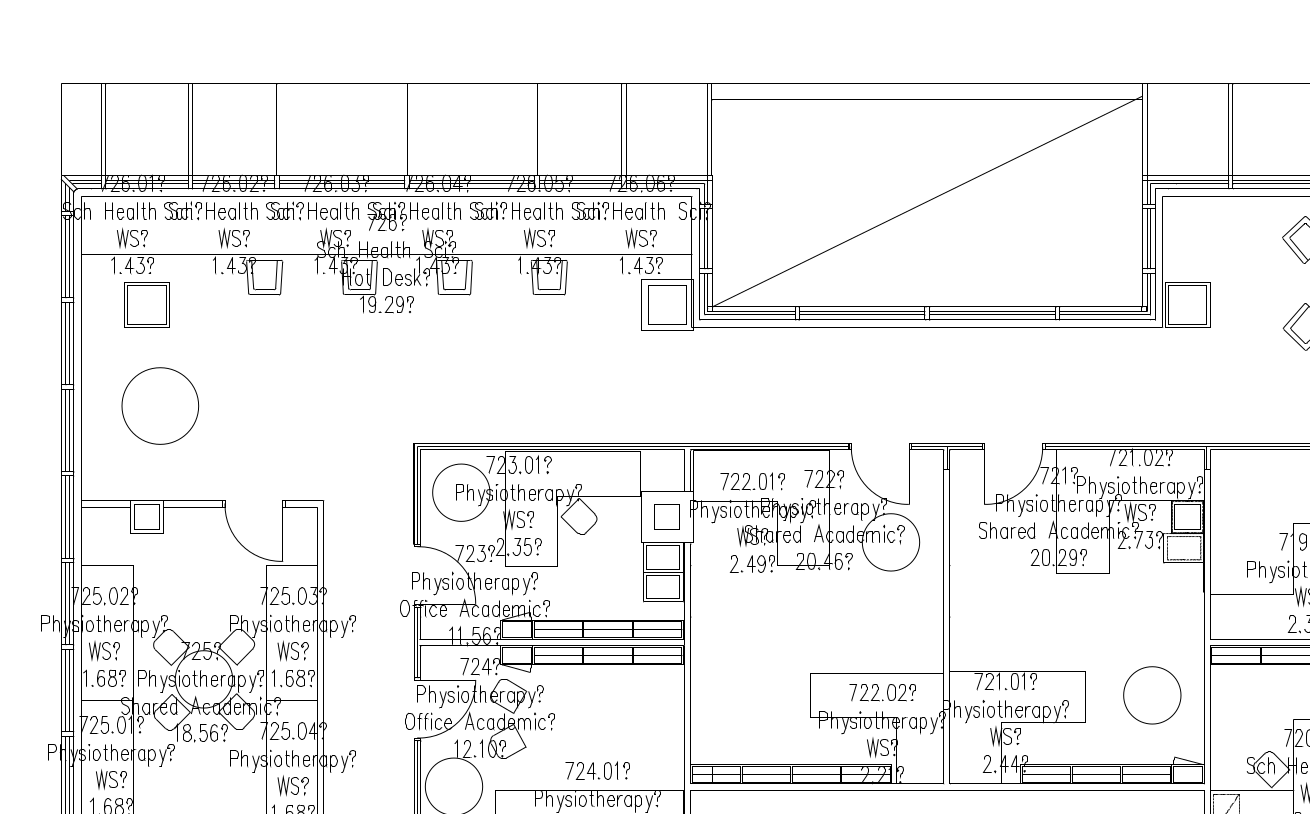 726.01?
Sch Health Sci?
WS?
1.43?
726.02?
Sch Health Sci?
WS?
1.43?
726.03?
Sch Health Sci?
WS?
1.43?
726.04?
Sch Health Sci?
WS?
1.43?
726.05?
Sch Health Sci?
WS?
1.43?
726.06?
Sch Health Sci?
WS?
1.43?
726?
Sch Health Sci?
Hot Desk?
19.29?
723.01?
Physiotherapy?
WS?
2.35?
723?
Physiotherapy?
Office Academic?
11.56?
722.01?
Physiotherapy?
WS?
2.49?
722?
Physiotherapy?
Shared Academic?
20.46?
721?
Physiotherapy?
Shared Academic?
20.29?
721.02?
Physiotherapy?
WS?
2.73?
719
Physiot
WS
2.3
725.02?
Physiotherapy?
WS?
1.68?
725.03?
Physiotherapy?
WS?
1.68?
725?
Physiotherapy?
Shared Academic?
18.56?
725.01?
Physiotherapy?
WS?
1.68?
725.04?
Physiotherapy?
WS?
1.68?
724?
Physiotherapy?
Office Academic?
12.10?
724.01?
Physiotherapy?
722.02?
Physiotherapy?
WS?
2.21?
721.01?
Physiotherapy?
WS?
2.44?
720
Sch He
W